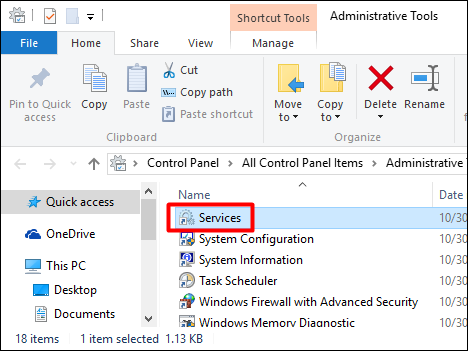 Shortcut Tools
Administrative Tools
File
Home
Share
View
Manage
Pin to Quick access
Copy
Paste
Cut
Copy path
Paste shortcut
Clipboard
Move to
Copy to
Delete
Rename
Organize
Control Panel
All Control Panel Items
Administrative
Quick access
OneDrive
This PC
Desktop
Documents
Name
Date
Services
10/30
System Configuration
10/30
System Information
10/30
Task Scheduler
10/30
Windows Firewall with Advanced Security
10/30
Windows Memory Diagnostic
10/30
18 items
1 item selected
1.13 KB